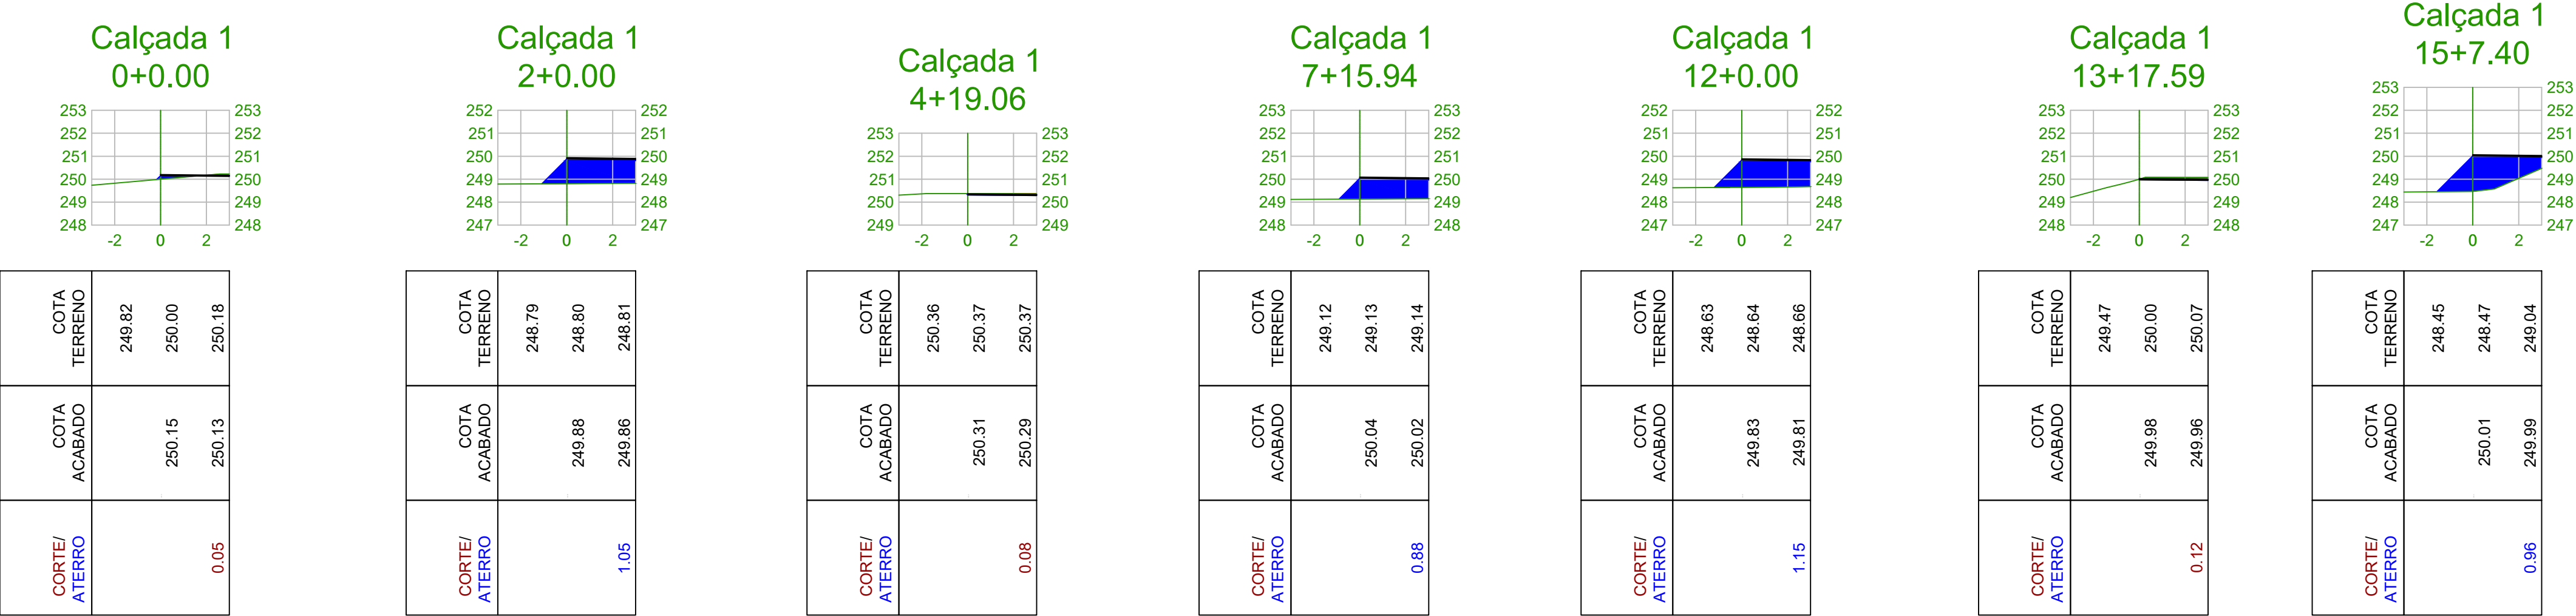 Calçada 1
0+0.00
253 253
252 252
251 251
250 250
249 249
248 248
-2 0 2
COTA
TERRENO
249.82
250.00
250.18
COTA
ACABADO
250.15
250.13
CORTE/
ATERRO
0.05
Calçada 1
2+0.00
252 252
251 251
250 250
249 249
248 248
247 247
-2 0 2
COTA
TERRENO
248.79
248.80
248.81
COTA
ACABADO
249.88
249.86
CORTE/
ATERRO
1.05
Calçada 1
4+19.06
253 253
252 252
251 251
250 250
249 249
0 2
COTA
TERRENO
250.36
250.37
250.37
COTA
ACABADO
250.31
250.29
CORTE/
ATERRO
0.08
Calçada 1
7+15.94
253 253
252 252
251 251
250 250
249 249
248 248
-2 0 2
COTA
TERRENO
249.12
249.13
249.14
COTA
ACABADO
250.04
250.02
CORTE/
ATERRO
0.88
Calçada 1
12+0.00
252 252
251 251
250 250
249 249
248 248
247 247
-2 0 2
COTA
TERRENO
248.63
248.64
248.66
COTA
ACABADO
249.83
249.81
CORTE/
ATERRO
1.15
Calçada 1
13+17.59
253 253
252 252
251 251
250 250
249 249
248 248
-2 0 2
COTA
TERRENO
249.47
250.00
250.07
COTA
ACABADO
249.98
249.96
CORTE/
ATERRO
0.12
Calçada 1
15+7.40
253 253
252 252
251 251
250 250
249 249
248 248
247 247
-2 0 2
COTA
TERRENO
248.45
248.47
249.04
COTA
ACABADO
250.01
249.99
CORTE/
ATERRO
0.96